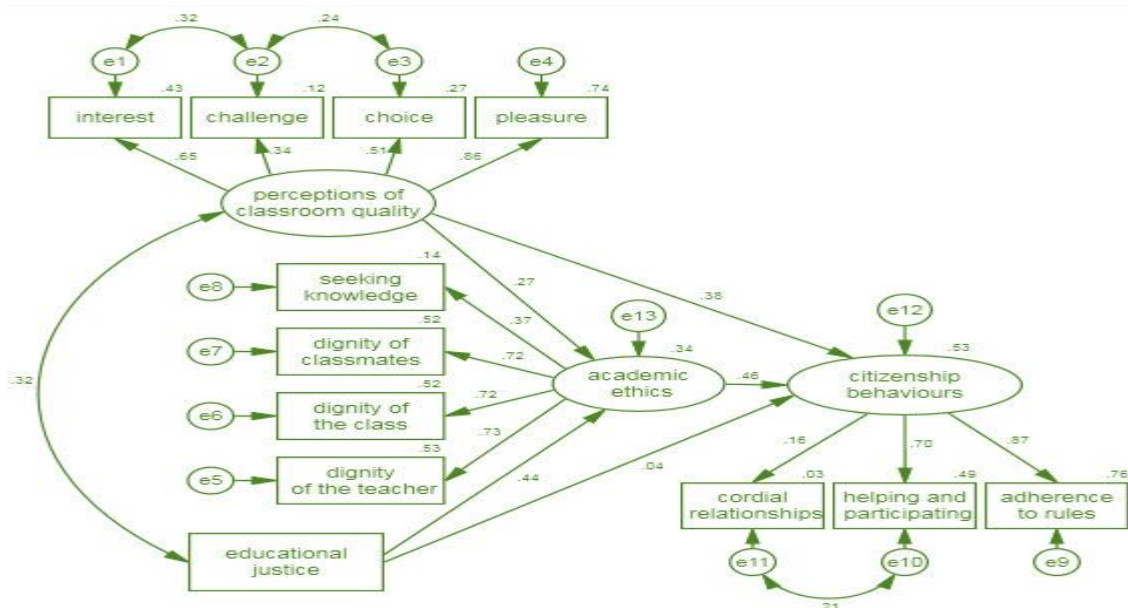 .32 .24
e1 e2 e3 e4
.43 .12 .27 .74
interest challenge choice pleasure
.65 .34 .51 .86
perceptions of
classroom quality
.14
e8 seeking
knowledge
.27
.37
.38
e13
e12
.52
e7 dignity of
classmates
.72
.34
.53
academic
ethics
.46
citizenship
behaviours
.32
.52
e6 dignity of
the class
.72
.73
.53
e5 dignity
of the teacher
.44
.04
.16 .70 .87
.03 .49 .76
cordial
relationships
helping and
participating
adherence
to rules
educational
justice
e11 e10 e9
.21